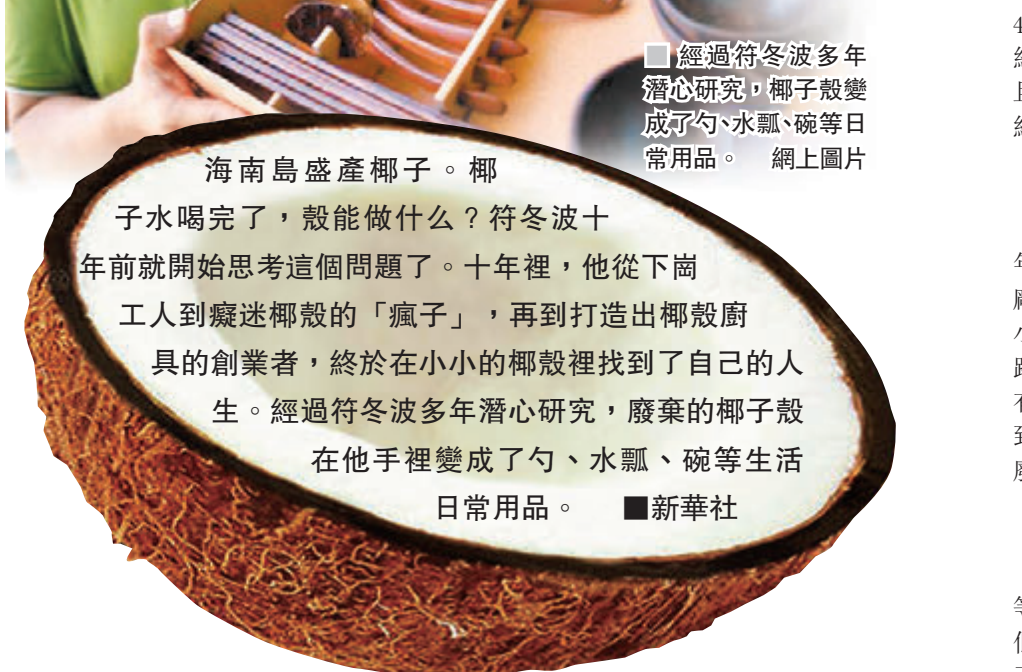 ■ 經過符冬波多年
潛心研究，椰子殼變
成了勺、水瓢、碗等日
常用品。 網上圖片
海南島盛產椰子。椰
子水喝完了，殼能做什么？符冬波十
年前就開始思考這個問題了。十年裡，他從下崗
工人到癡迷椰殼的「瘋子」，再到打造出椰殼廚
具的創業者，終於在小小的椰殼裡找到了自己的人
生。經過符冬波多年潛心研究，廢棄的椰子殼
在他手裡變成了勺、水瓢、碗等生活
日常用品。 ■新華社